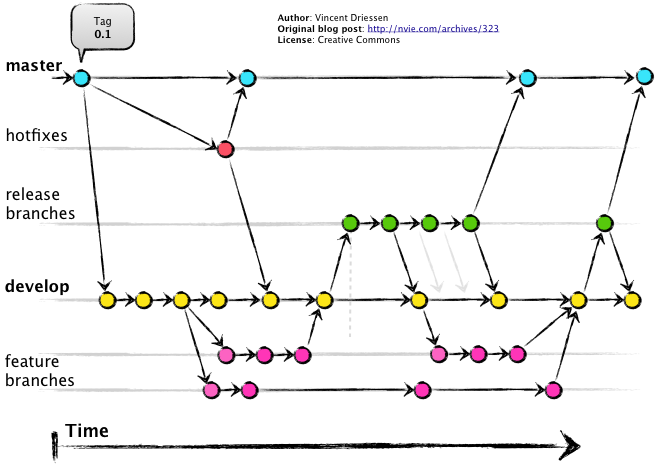 Tag
0.1
Author: Vincent Driessen
Original blog post: http://nvie.com/archives/323
License: Creative Commons
master
hotfixes
release
branches
develop
feature
branches
Time